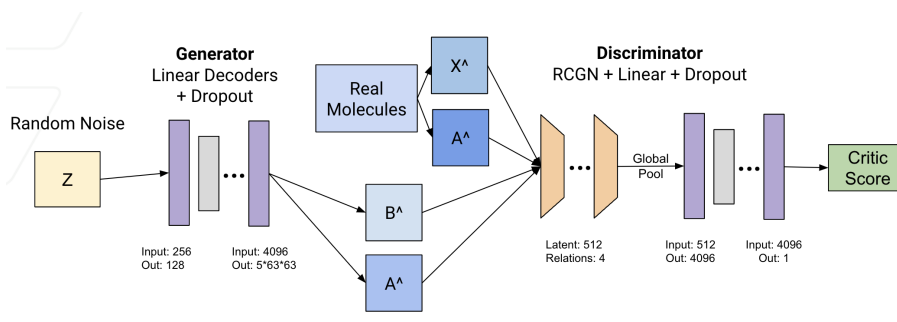 Generator
Linear Decoders
+ Dropout
Random Noise
Z
Input: 256
Out: 128
Input: 4096
Out: 5*63*63
Real
Molecules
X^
A^
B^
A^
Discriminator
RCGN + Linear + Dropout
Latent: 512
Relations: 4
Global
Pool
Input: 512
Out: 4096
Input: 4096
Out: 1
Critic
Score